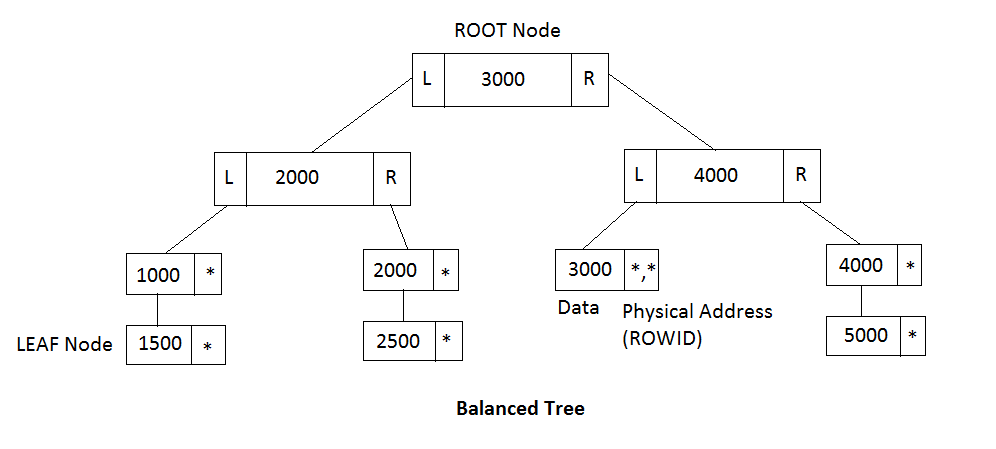 ROOT Node
L 3000 R
L 2000 R L 4000 R
1000 * 2000 * 3000 *,* 4000 *
Data Physical Address
(ROWID)
LEAF Node 1500 * 2500 * 5000 *
Balanced Tree